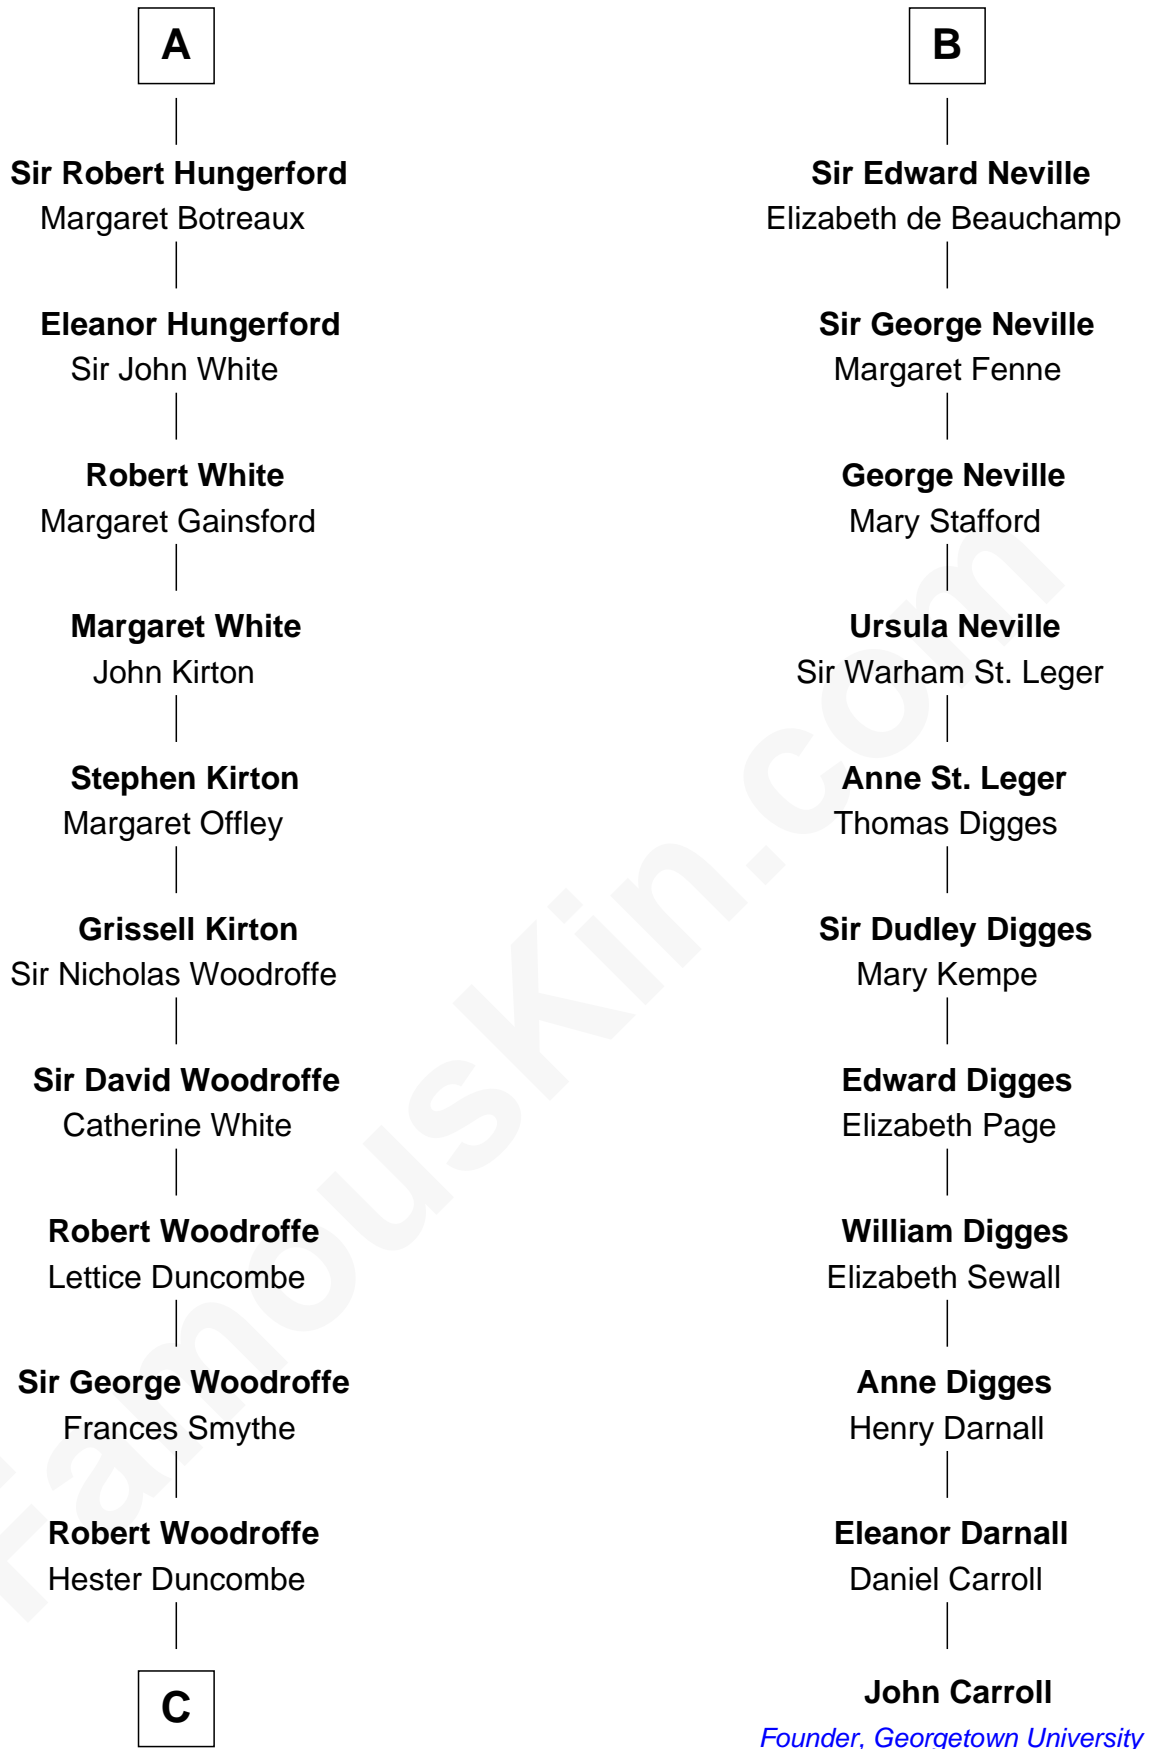 A
Sir Robert Hungerford
Margaret Botreaux
Eleanor Hungerford
Sir John White
Robert White
Margaret Gainsford
Margaret White
John Kirton
Stephen Kirton
Margaret Offley
Grissell Kirton
Sir Nicholas Woodroffe
Sir David Woodroffe
Catherine White
Robert Woodroffe
Lettice Duncombe
Sir George Woodroffe
Frances Smythe
Robert Woodroffe
Hester Duncombe
C
B
Sir Edward Neville
Elizabeth de Beauchamp
Sir George Neville
Margaret Fenne
George Neville
Mary Stafford
Ursula Neville
Sir Warham St. Leger
Anne St. Leger
Thomas Digges
Sir Dudley Digges
Mary Kempe
Edward Digges
Elizabeth Page
William Digges
Elizabeth Sewall
Anne Digges
Henry Darnall
Eleanor Darnall
Daniel Carroll
John Carroll
Founder, Georgetown University
FamousKin.com